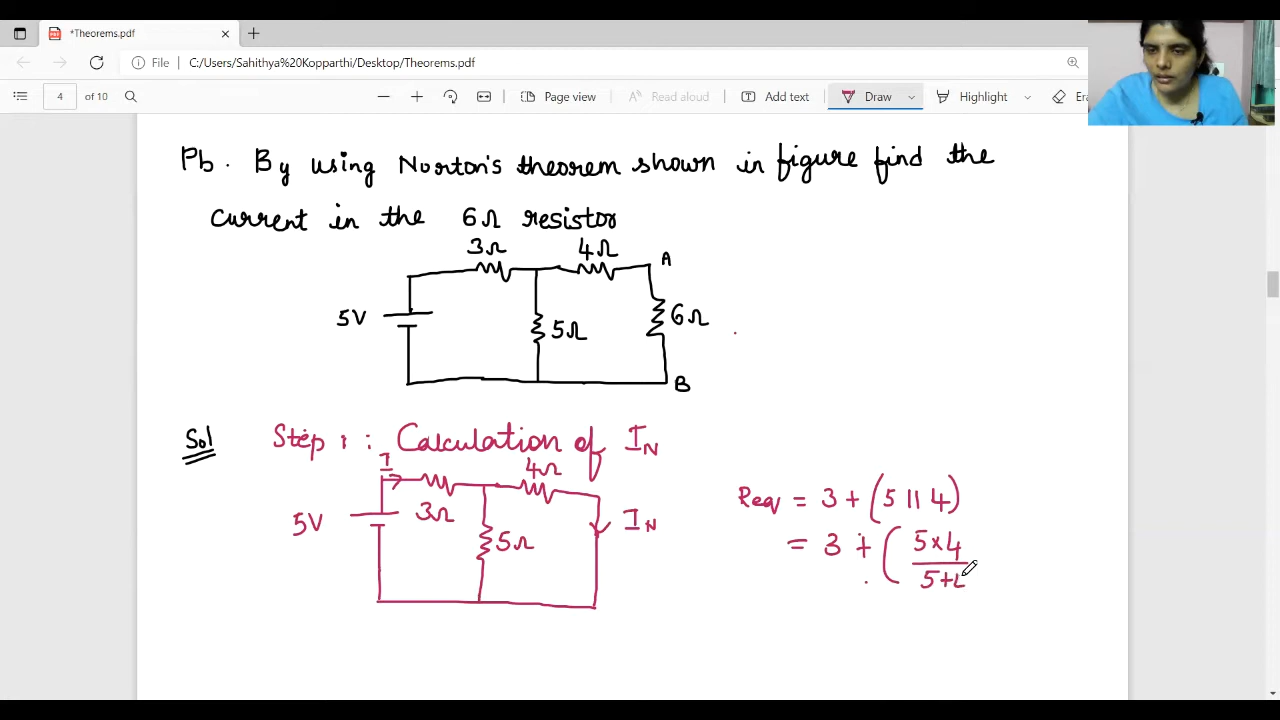 *Theorems.pdf
File C:/Users/Sahithya%20Kopparthi/Desktop/Theorems.pdf
4 of 10 Page view Read aloud Add text Draw Highlight Era
Pb. By using Norton's theorem shown in figure find the
current in the 6Ω resistor
3Ω 4Ω A
5V 5Ω 6Ω
B
Sol Step 1: Calculation of I_N
I 4Ω
5V 3Ω 5Ω I_N
Req = 3 + (5 || 4)
= 3 + ( 5×4
5+4